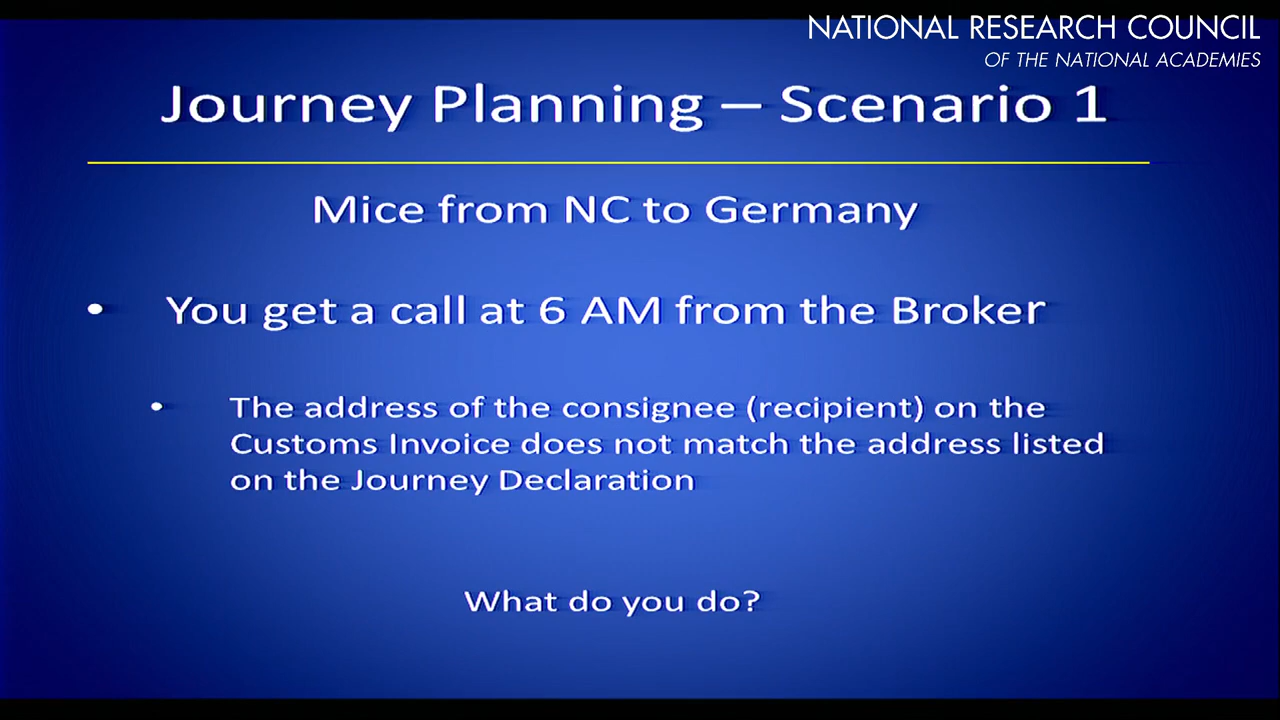 NATIONAL RESEARCH COUNCIL
OF THE NATIONAL ACADEMIES
Journey Planning – Scenario 1
Mice from NC to Germany
• You get a call at 6 AM from the Broker
• The address of the consignee (recipient) on the
Customs Invoice does not match the address listed
on the Journey Declaration
What do you do?